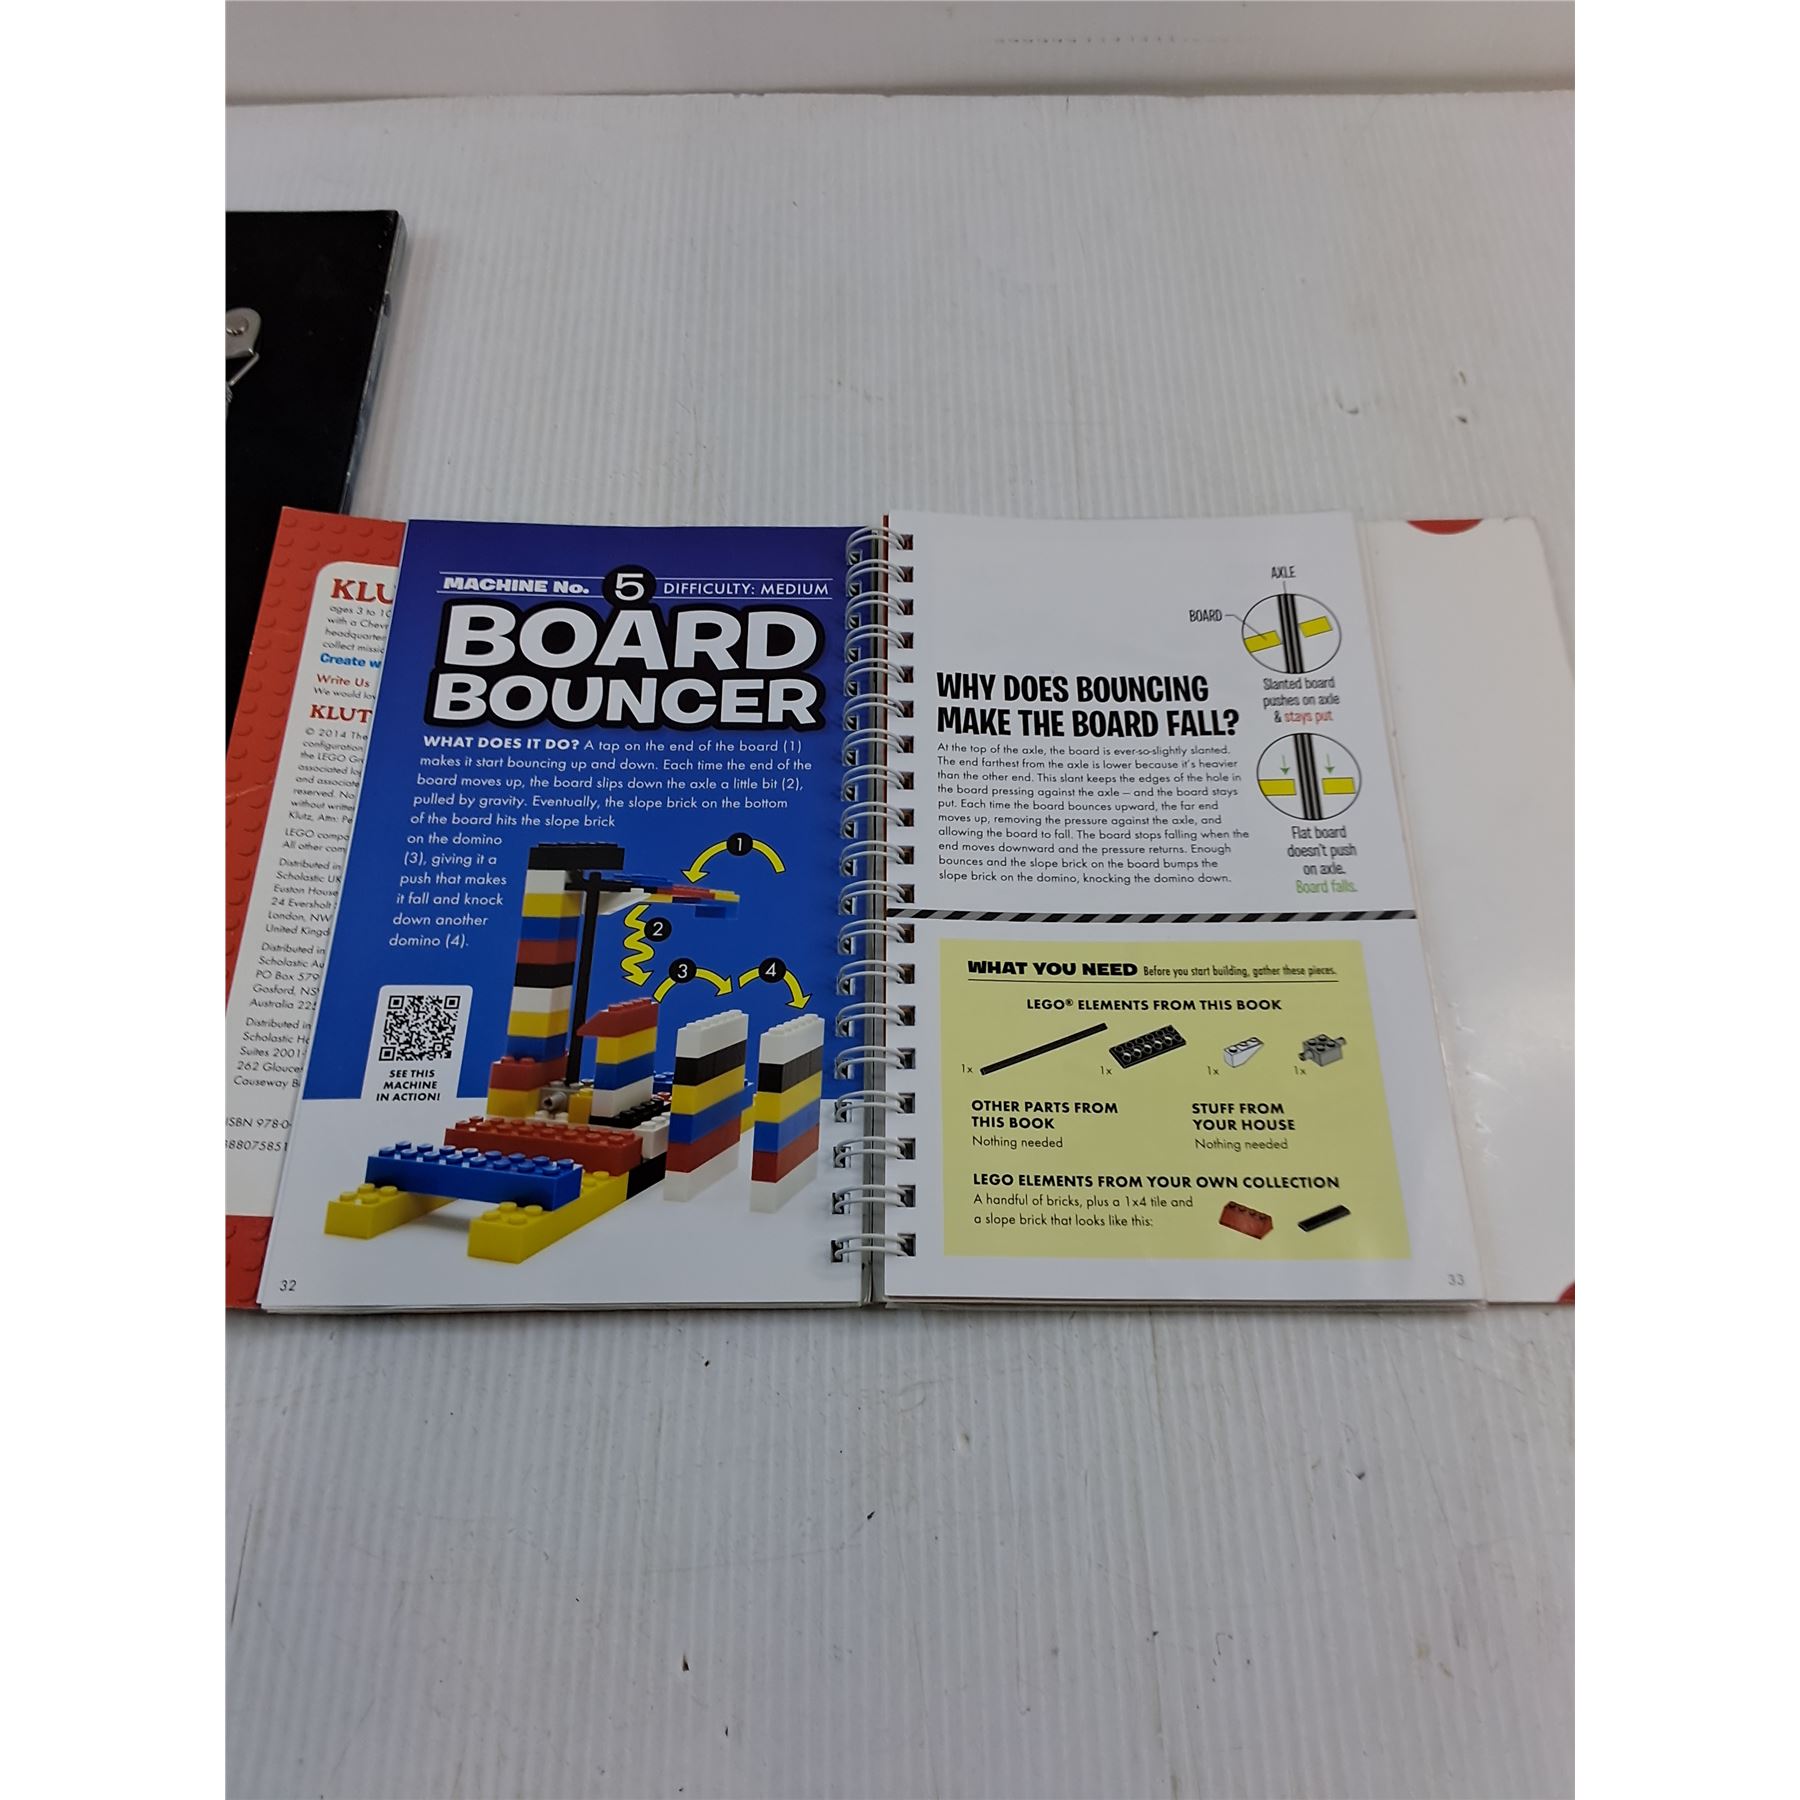 KLU
ages 3 to 10
with a Chev
headquarter
collect missi
Create w
Write Us
We would lov
KLUT
© 2014 The
configuration
the LEGO Gr
associated lo
and associate
reserved. No
without writte
Klutz, Attn: Pe
LEGO compo
All other com
Distributed in
Scholastic UK
Euston House
24 Eversholt
London, NW
United Kingd
Distributed in
Scholastic Au
PO Box 579
Gosford, NS
Australia 22
Distributed in
Scholastic Ho
Suites 2001
262 Glouce
Causeway B
ISBN 978-0-
88075851
MACHINE No. 5 DIFFICULTY: MEDIUM
BOARD
BOUNCER
WHAT DOES IT DO? A tap on the end of the board (1)
makes it start bouncing up and down. Each time the end of the
board moves up, the board slips down the axle a little bit (2),
pulled by gravity. Eventually, the slope brick on the bottom
of the board hits the slope brick
on the domino
(3), giving it a
push that makes
it fall and knock
down another
domino (4).
1
2
3
4
SEE THIS
MACHINE
IN ACTION!
32
AXLE
BOARD
Slanted board
pushes on axle
& stays put
WHY DOES BOUNCING
MAKE THE BOARD FALL?
At the top of the axle, the board is ever-so-slightly slanted.
The end farthest from the axle is lower because it's heavier
than the other end. This slant keeps the edges of the hole in
the board pressing against the axle – and the board stays
put. Each time the board bounces upward, the far end
moves up, removing the pressure against the axle, and
allowing the board to fall. The board stops falling when the
end moves downward and the pressure returns. Enough
bounces and the slope brick on the board bumps the
slope brick on the domino, knocking the domino down.
Flat board
doesn't push
on axle.
Board falls.
WHAT YOU NEED Before you start building, gather these pieces.
LEGO® ELEMENTS FROM THIS BOOK
1x
1x
1x
1x
OTHER PARTS FROM
THIS BOOK
Nothing needed
STUFF FROM
YOUR HOUSE
Nothing needed
LEGO ELEMENTS FROM YOUR OWN COLLECTION
A handful of bricks, plus a 1x4 tile and
a slope brick that looks like this:
33